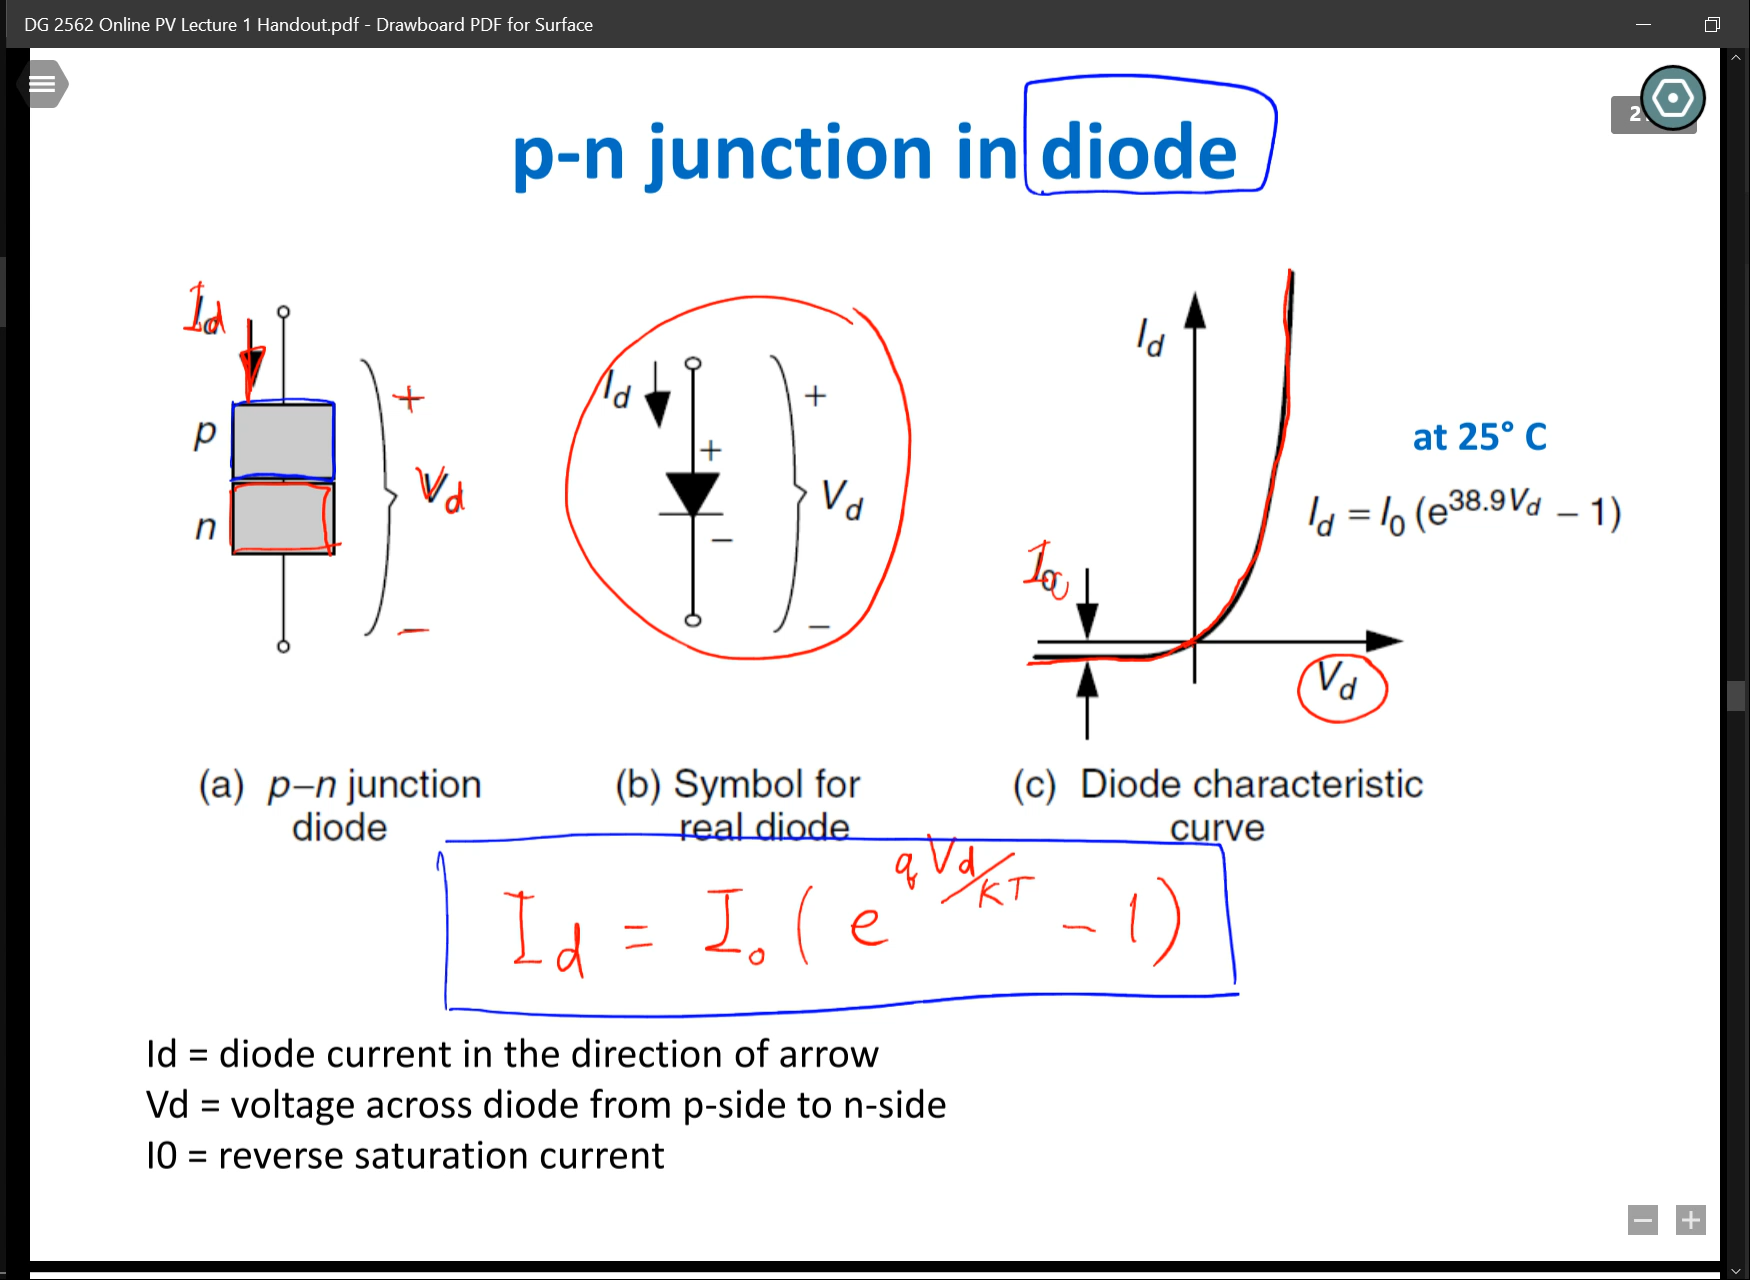 DG 2562 Online PV Lecture 1 Handout.pdf - Drawboard PDF for Surface
p-n junction in diode
Id
p
n
+
Vd
−
Id
+
−
+
Vd
−
Id
I0
Vd
at 25° C
Id = I0 (e^38.9Vd − 1)
(a) p–n junction
diode
(b) Symbol for
real diode
(c) Diode characteristic
curve
Id = I0 ( e^qVd/KT − 1)
Id = diode current in the direction of arrow
Vd = voltage across diode from p-side to n-side
I0 = reverse saturation current